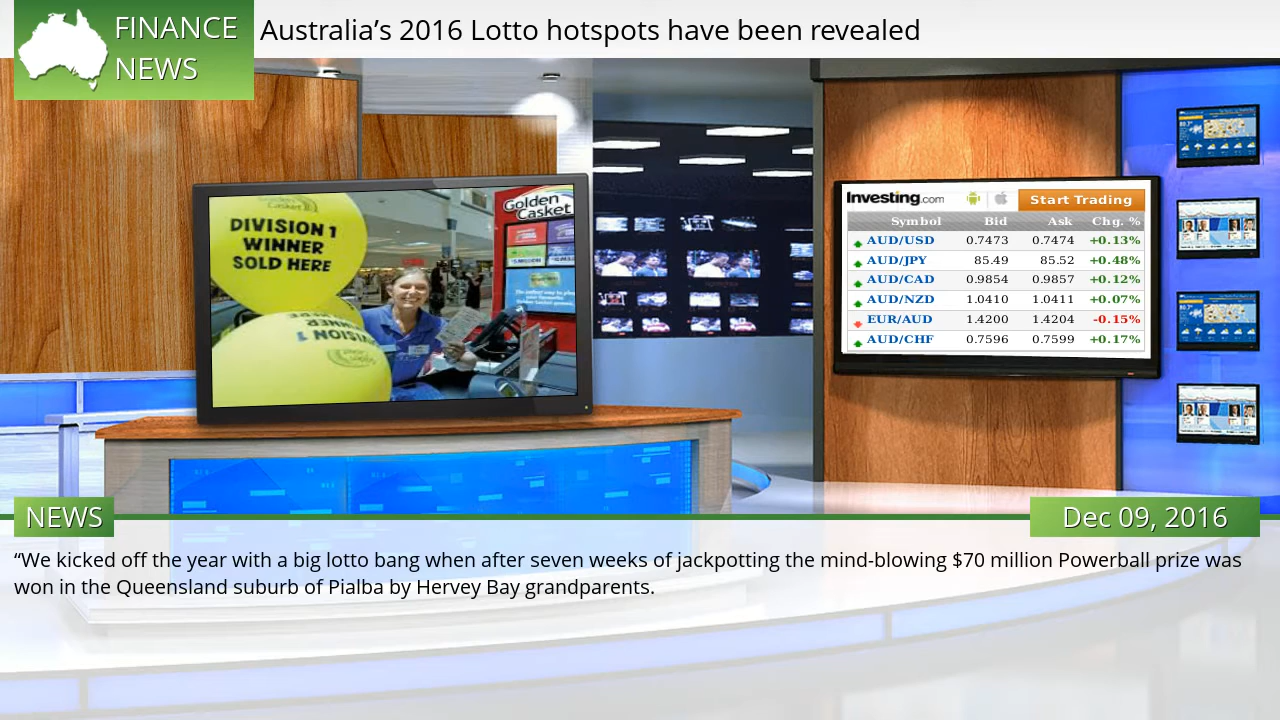 FINANCE
NEWS
Australia’s 2016 Lotto hotspots have been revealed
DIVISION 1
WINNER
SOLD HERE
DIVISION 1
WINNER
Golden
Casket
Investing.com
Start Trading
Symbol Bid Ask Chg. %
AUD/USD 0.7473 0.7474 +0.13%
AUD/JPY 85.49 85.52 +0.48%
AUD/CAD 0.9854 0.9857 +0.12%
AUD/NZD 1.0410 1.0411 +0.07%
EUR/AUD 1.4200 1.4204 -0.15%
AUD/CHF 0.7596 0.7599 +0.17%
NEWS
Dec 09, 2016
“We kicked off the year with a big lotto bang when after seven weeks of jackpotting the mind-blowing $70 million Powerball prize was
won in the Queensland suburb of Pialba by Hervey Bay grandparents.